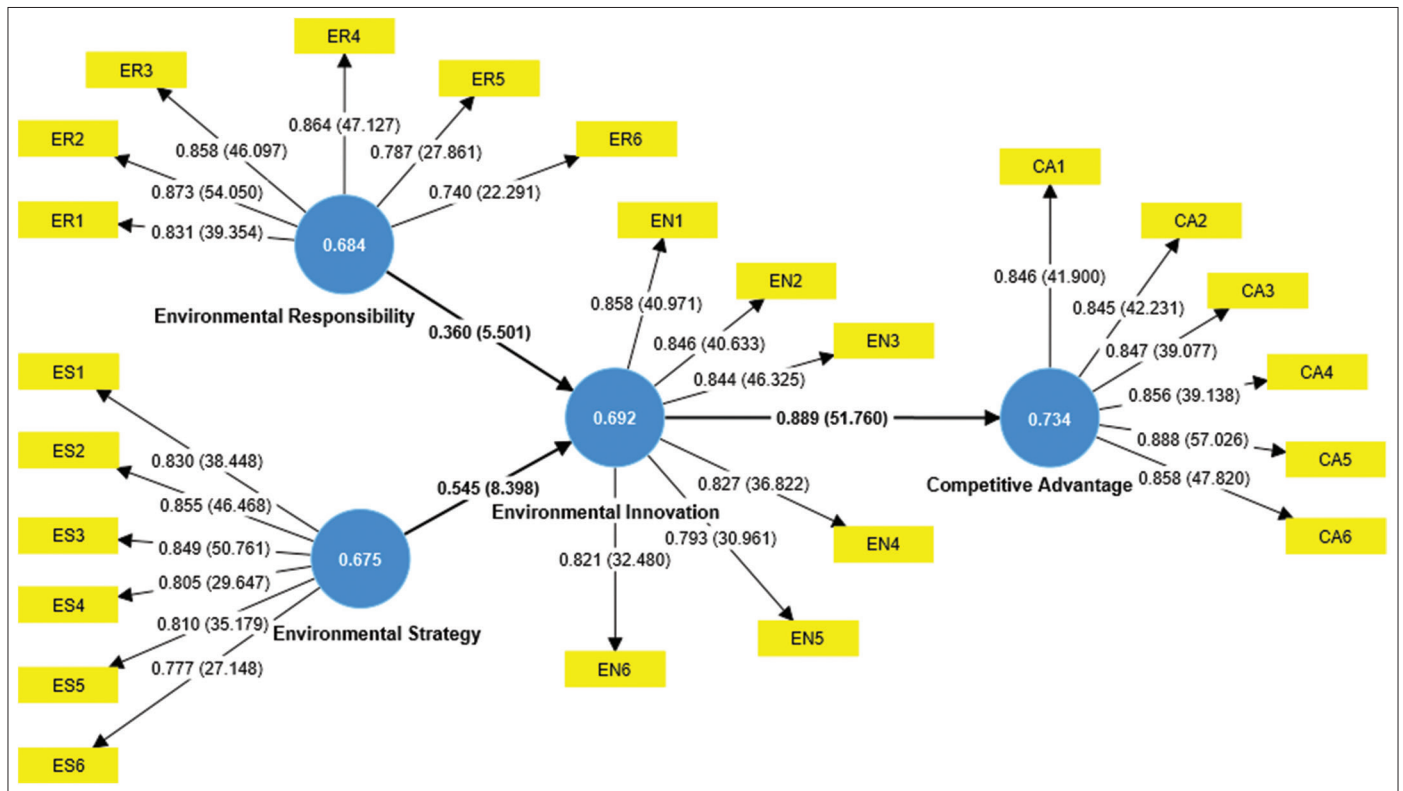 ER4
ER3
ER5
ER2
ER6
ER1
0.864 (47.127)
0.858 (46.097)
0.787 (27.861)
0.873 (54.050)
0.740 (22.291)
0.831 (39.354)
0.684
Environmental Responsibility
0.360 (5.501)
ES1
ES2
ES3
ES4
ES5
ES6
0.830 (38.448)
0.855 (46.468)
0.849 (50.761)
0.805 (29.647)
0.810 (35.179)
0.777 (27.148)
0.675
Environmental Strategy
0.545 (8.398)
EN1
EN2
EN3
0.858 (40.971)
0.846 (40.633)
0.844 (46.325)
0.692
Environmental Innovation
0.889 (51.760)
0.827 (36.822)
0.793 (30.961)
0.821 (32.480)
EN4
EN5
EN6
CA1
CA2
CA3
CA4
CA5
CA6
0.846 (41.900)
0.845 (42.231)
0.847 (39.077)
0.856 (39.138)
0.888 (57.026)
0.858 (47.820)
0.734
Competitive Advantage